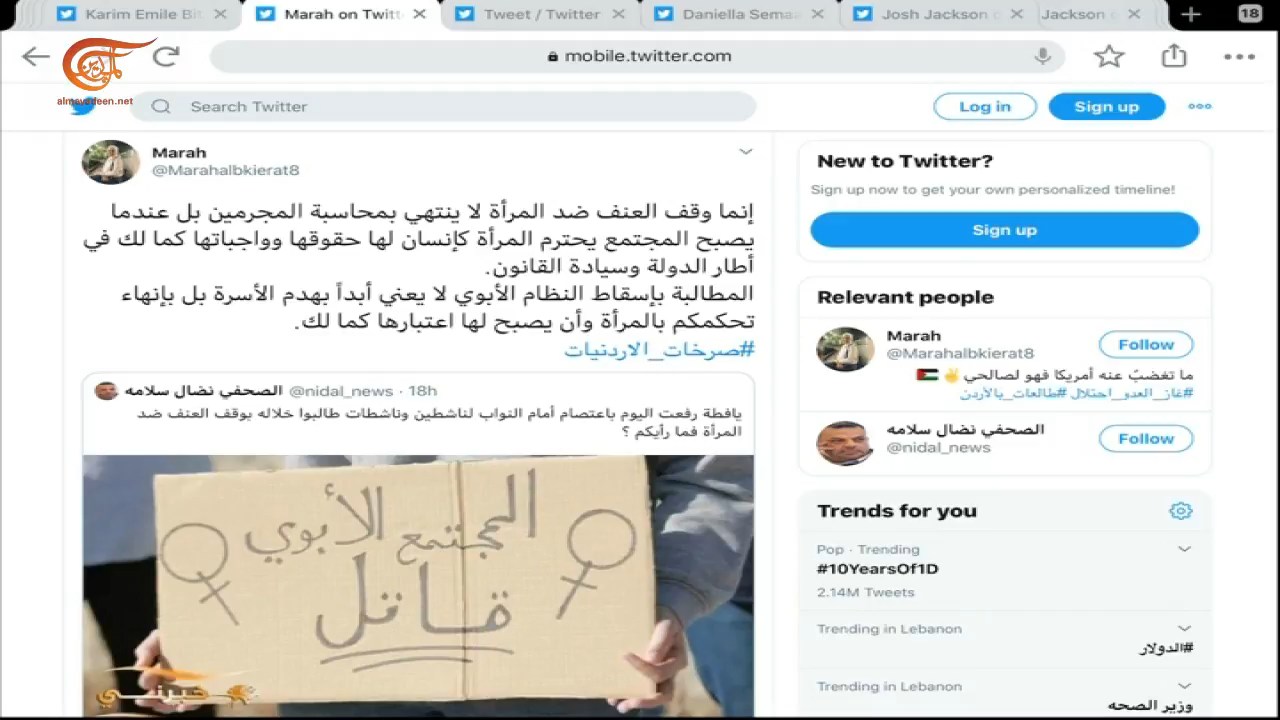 Karim Emile Bi
Marah on Twitt
Tweet / Twitter
Daniella Sema
Josh Jackson o
Jackson o
18
mobile.twitter.com
الميادين
almayadeen.net
Search Twitter
Log in
Sign up
Marah
@Marahalbkierat8
إنما وقف العنف ضد المرأة لا ينتهي بمحاسبة المجرمين بل عندما
يصبح المجتمع يحترم المرأة كإنسان لها حقوقها وواجباتها كما لك في
أطار الدولة وسيادة القانون.
المطالبة بإسقاط النظام الأبوي لا يعني أبداً بهدم الأسرة بل بإنهاء
تحكمكم بالمرأة وأن يصبح لها اعتبارها كما لك.
#صرخات_الاردنيات
الصحفي نضال سلامه @nidal_news · 18h
يافطة رفعت اليوم باعتصام أمام النواب لناشطين وناشطات طالبوا خلاله بوقف العنف ضد
المرأة فما رأيكم ؟
المجتمع الأبوي
قاتل
New to Twitter?
Sign up now to get your own personalized timeline!
Sign up
Relevant people
Marah
@Marahalbkierat8
Follow
ما تغضبّ عنه أمريكا فهو لصالحي✌🇯🇴
#غاز_العدو_احتلال #طالعات_بالأردن
الصحفي نضال سلامه
@nidal_news
Follow
Trends for you
Pop · Trending
#10YearsOf1D
2.14M Tweets
Trending in Lebanon
#الدولار
Trending in Lebanon
وزير الصحه